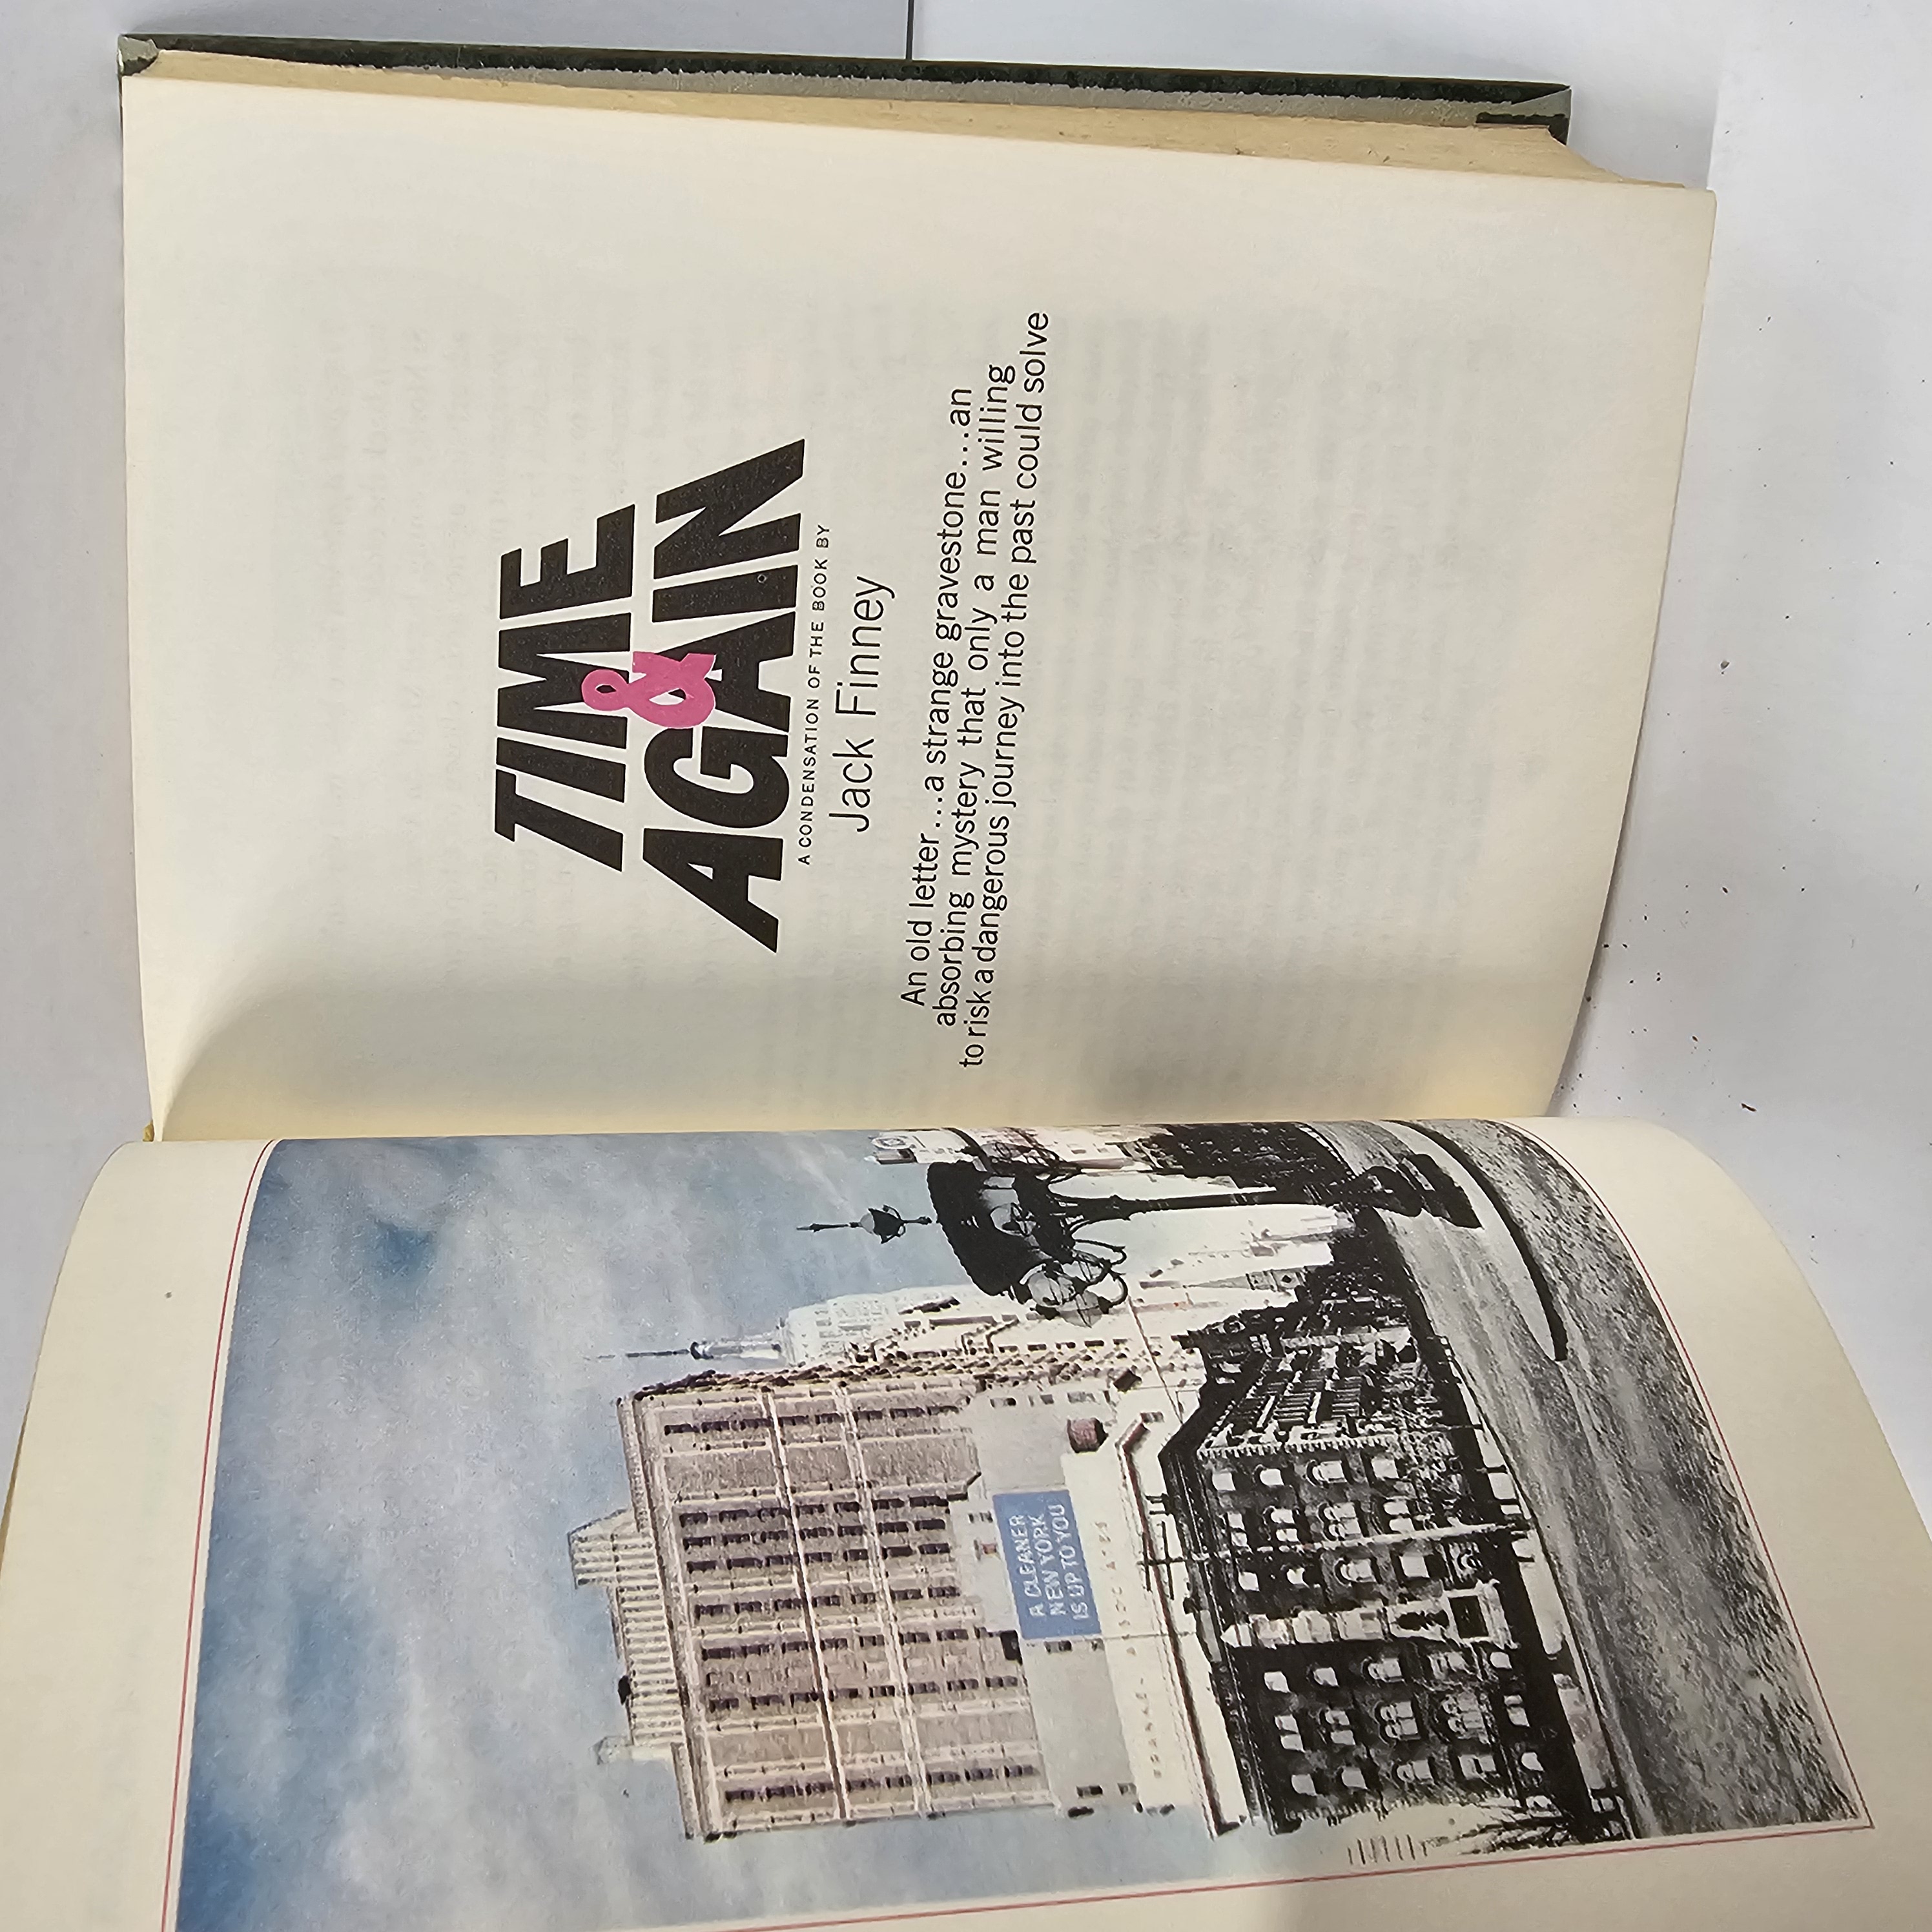 A CLEANER
NEW YORK
IS UP TO YOU
FRANKEL ASSOCIATES
TIME
&
AGAIN
A CONDENSATION OF THE BOOK BY
Jack Finney
An old letter...a strange gravestone...an
absorbing mystery that only a man willing
to risk a dangerous journey into the past could solve